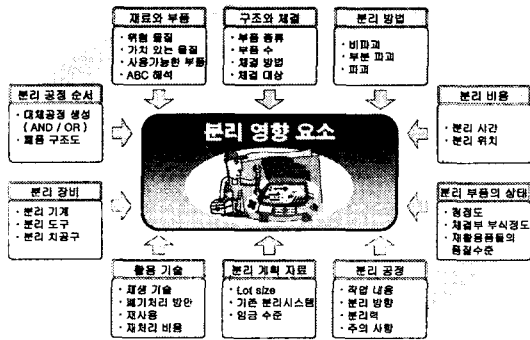 재료와 부품
· 위험 물질
· 가치 있는 물질
· 사용가능한 부품
· ABC 해석
구조와 체결
· 부품 종류
· 부품 수
· 체결 방법
· 체결 대상
분리 방법
· 비파괴
· 부분 파괴
· 파괴
분리 공정 순서
· 대체공정 생성
( AND / OR )
· 제품 구조도
분리 영향 요소
분리 비용
· 분리 시간
· 분리 위치
분리 장비
· 분리 기계
· 분리 도구
· 분리 치공구
분리 부품의 상태
· 청정도
· 체결부 부식정도
· 재활용품들의
품질수준
활용 기술
· 재생 기술
· 폐기처리 방안
· 재사용
· 재처리 비용
분리 계획 자료
· Lot size
· 기존 분리시스템
· 임금 수준
분리 공정
· 작업 내용
· 분리 방향
· 분리력
· 주의 사항